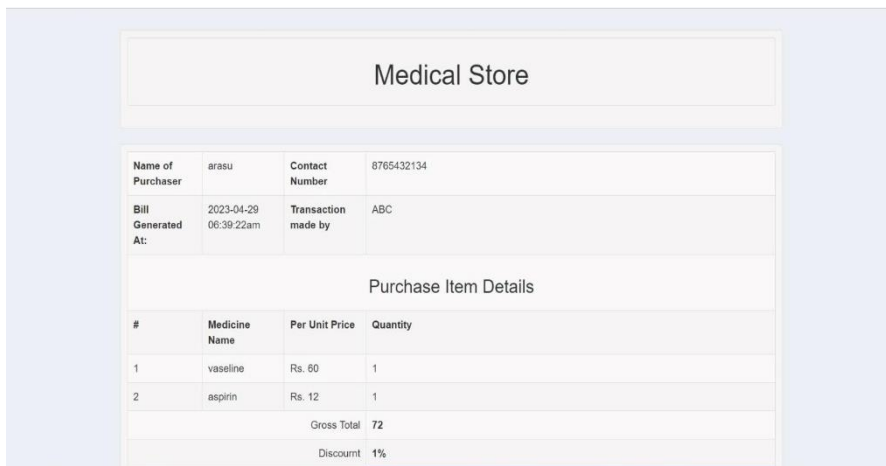 Medical Store
Name of Purchaser arasu Contact Number 8765432134
Bill Generated At: 2023-04-29 06:39:22am Transaction made by ABC
Purchase Item Details
# Medicine Name Per Unit Price Quantity
1 vaseline Rs. 60 1
2 aspirin Rs. 12 1
Gross Total 72
Discournt 1%